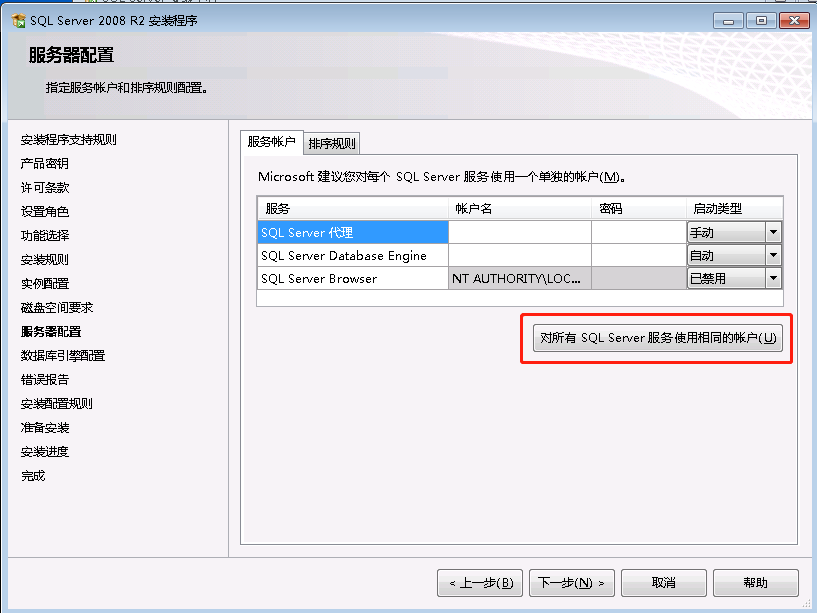 SQL Server 2008 R2 安装程序
服务器配置
指定服务帐户和排序规则配置。
安装程序支持规则
产品密钥
许可条款
设置角色
功能选择
安装规则
实例配置
磁盘空间要求
服务器配置
数据库引擎配置
错误报告
安装配置规则
准备安装
安装进度
完成
服务帐户 排序规则
Microsoft 建议您对每个 SQL Server 服务使用一个单独的帐户(M)。
服务 帐户名 密码 启动类型
SQL Server 代理 手动
SQL Server Database Engine 自动
SQL Server Browser NT AUTHORITY\LOC... 已禁用
对所有 SQL Server 服务使用相同的帐户(U)
< 上一步(B) 下一步(N) > 取消 帮助